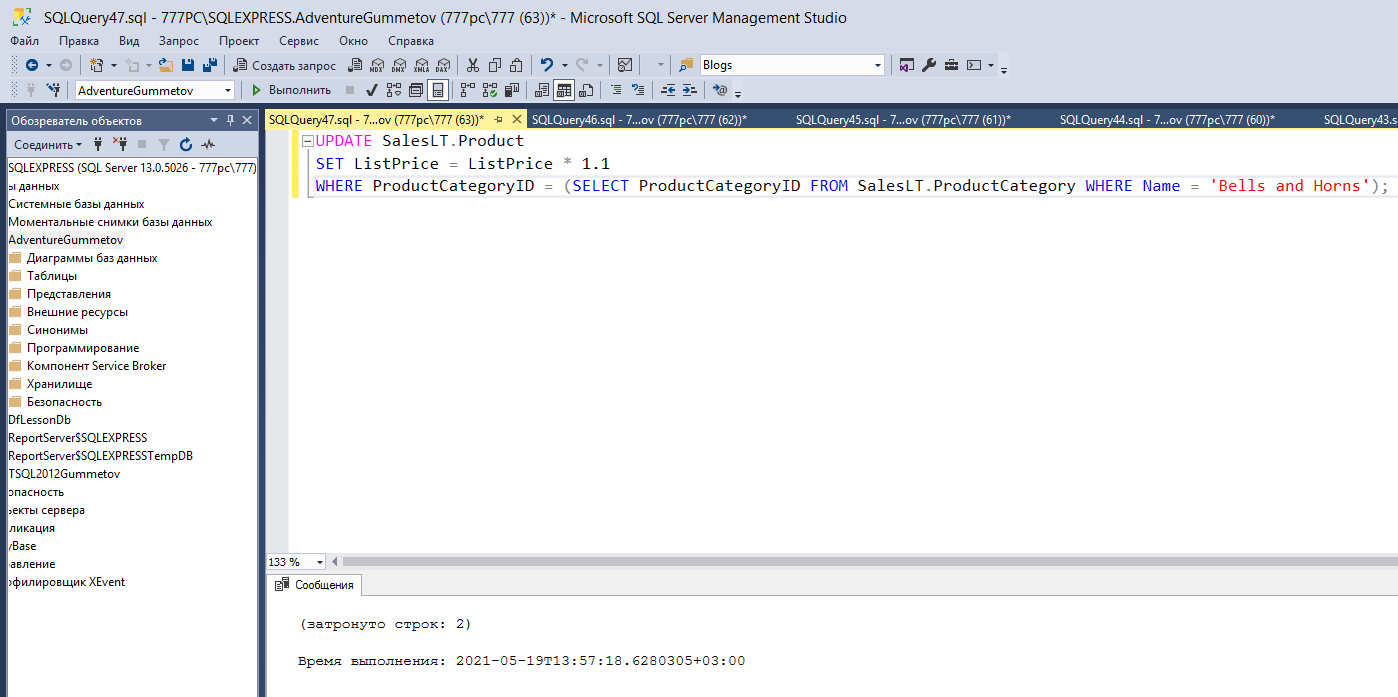 SQLQuery47.sql - 777PC\SQLEXPRESS.AdventureGummetov (777pc\777 (63))* - Microsoft SQL Server Management Studio
Файл Правка Вид Запрос Проект Сервис Окно Справка
Создать запрос MDX DMX XMLA DAX Blogs
AdventureGummetov Выполнить
Обозреватель объектов
SQLQuery47.sql - 7...ov (777pc\777 (63))* SQLQuery46.sql - 7...ov (777pc\777 (62))* SQLQuery45.sql - 7...ov (777pc\777 (61))* SQLQuery44.sql - 7...ov (777pc\777 (60))* SQLQuery43.s
Соединить
SQLEXPRESS (SQL Server 13.0.5026 - 777pc\777)
ы данных
Системные базы данных
Моментальные снимки базы данных
AdventureGummetov
Диаграммы баз данных
Таблицы
Представления
Внешние ресурсы
Синонимы
Программирование
Компонент Service Broker
Хранилище
Безопасность
DfLessonDb
ReportServer$SQLEXPRESS
ReportServer$SQLEXPRESSTempDB
TSQL2012Gummetov
опасность
ъекты сервера
ликация
yBase
авление
офилировщик XEvent
UPDATE SalesLT.Product
SET ListPrice = ListPrice * 1.1
WHERE ProductCategoryID = (SELECT ProductCategoryID FROM SalesLT.ProductCategory WHERE Name = 'Bells and Horns');
133 %
Сообщения
(затронуто строк: 2)
Время выполнения: 2021-05-19T13:57:18.6280305+03:00